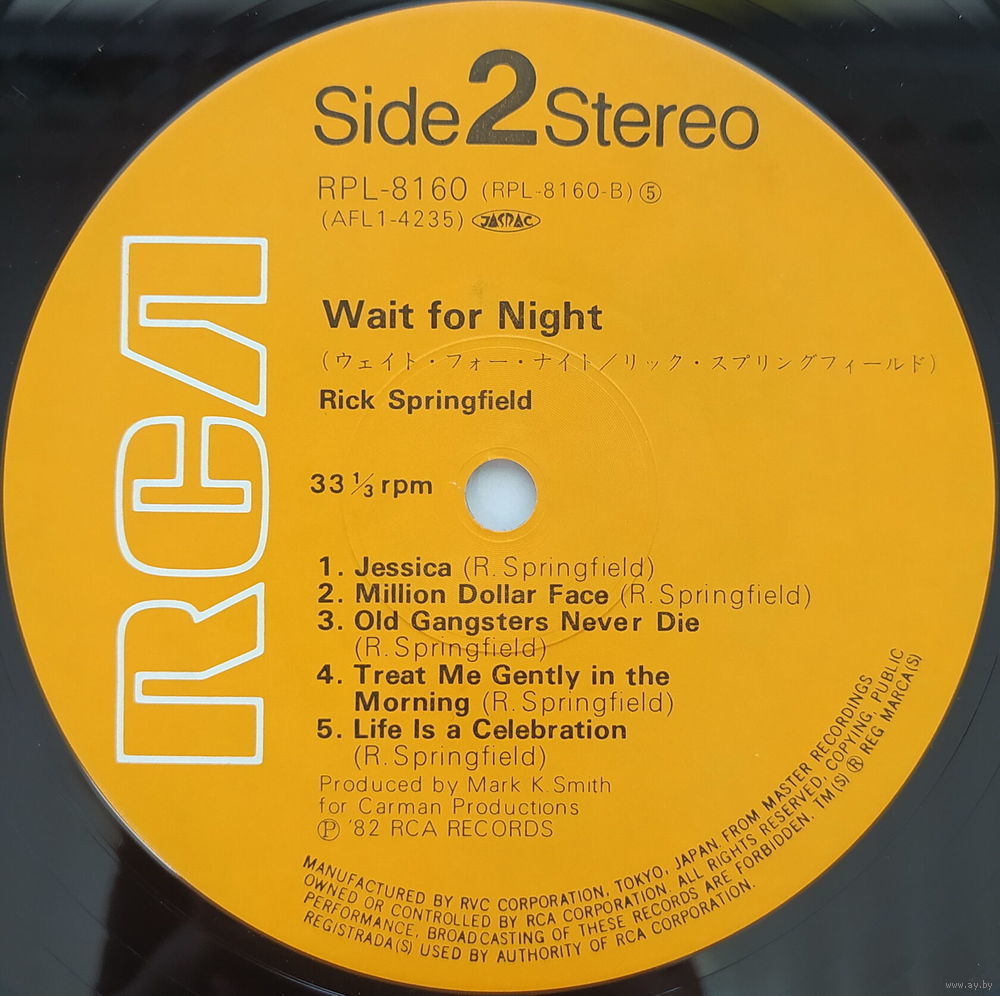 Side 2 Stereo
RPL-8160 (RPL-8160-B) ⑤
(AFL1-4235) JASRAC
Wait for Night
(ウェイト・フォー・ナイト/リック・スプリングフィールド)
Rick Springfield
33 1/3 rpm
RCA
1. Jessica (R. Springfield)
2. Million Dollar Face (R. Springfield)
3. Old Gangsters Never Die
(R. Springfield)
4. Treat Me Gently in the
Morning (R. Springfield)
5. Life Is a Celebration
(R. Springfield)
Produced by Mark K. Smith
for Carman Productions
Ⓟ '82 RCA RECORDS
MANUFACTURED BY RVC CORPORATION, TOKYO, JAPAN. FROM MASTER RECORDINGS
OWNED OR CONTROLLED BY RCA CORPORATION. ALL RIGHTS RESERVED, COPYING, PUBLIC
PERFORMANCE, BROADCASTING OF THESE RECORDS ARE FORBIDDEN. TM(S) ® REG MARCA(S)
REGISTRADA(S) USED BY AUTHORITY OF RCA CORPORATION.
www.ay.by